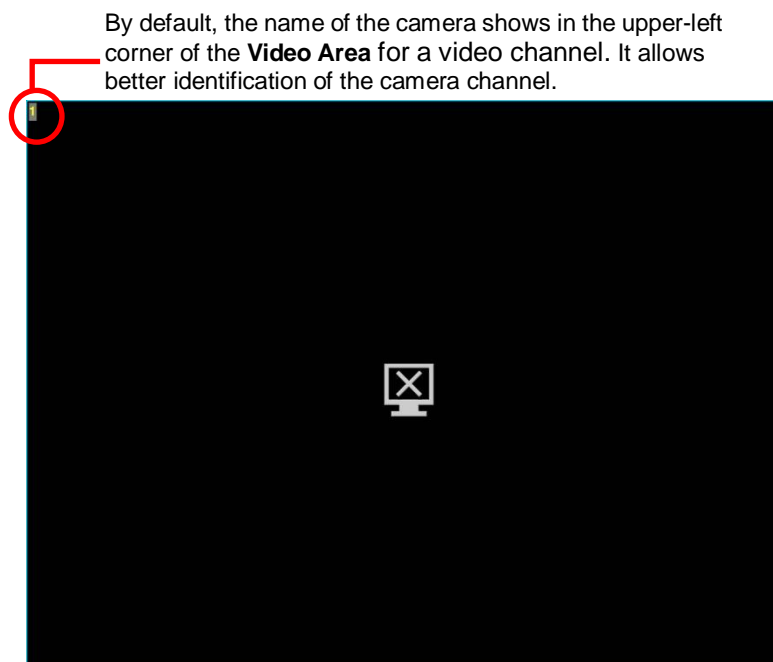 By default, the name of the camera shows in the upper-left
corner of the Video Area for a video channel. It allows
better identification of the camera channel.
1